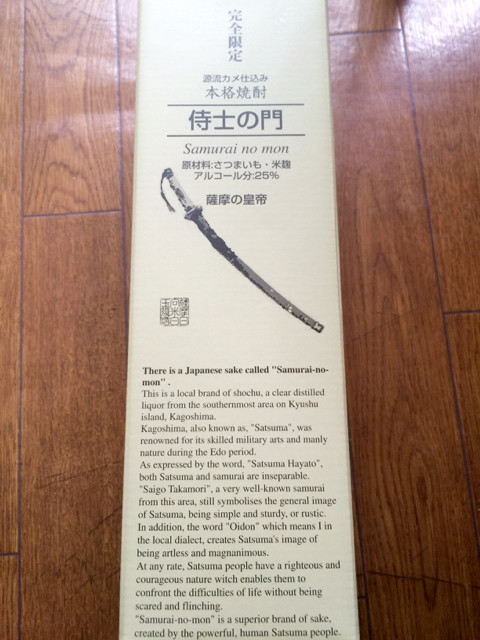 完全限定
源流カメ仕込み
本格焼酎
侍士の門
Samurai no mon
原材料:さつまいも・米麹
アルコール分:25%
薩摩の皇帝
There is a Japanese sake called "Samurai-no-
mon" .
This is a local brand of shochu, a clear distilled
liquor from the southernmost area on Kyushu
island, Kagoshima.
Kagoshima, also known as, "Satsuma", was
renowned for its skilled military arts and manly
nature during the Edo period.
As expressed by the word, "Satsuma Hayato",
both Satsuma and samurai are inseparable.
"Saigo Takamori", a very well-known samurai
from this area, still symbolises the general image
of Satsuma, being simple and sturdy, or rustic.
In addition, the word "Oidon" which means I in
the local dialect, creates Satsuma's image of
being artless and magnanimous.
At any rate, Satsuma people have a righteous and
courageous nature witch enables them to
confront the difficulties of life without being
scared and flinching.
"Samurai-no-mon" is a superior brand of sake,
created by the powerful, human Satsuma people.